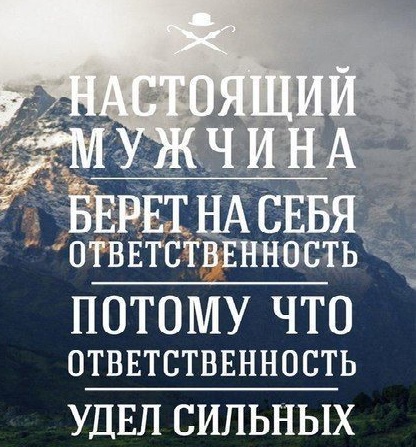 НАСТОЯЩИЙ
МУЖЧИНА
БЕРЕТ НА СЕБЯ
ОТВЕТСТВЕННОСТЬ
ПОТОМУ ЧТО
ОТВЕТСТВЕННОСТЬ
УДЕЛ СИЛЬНЫХ